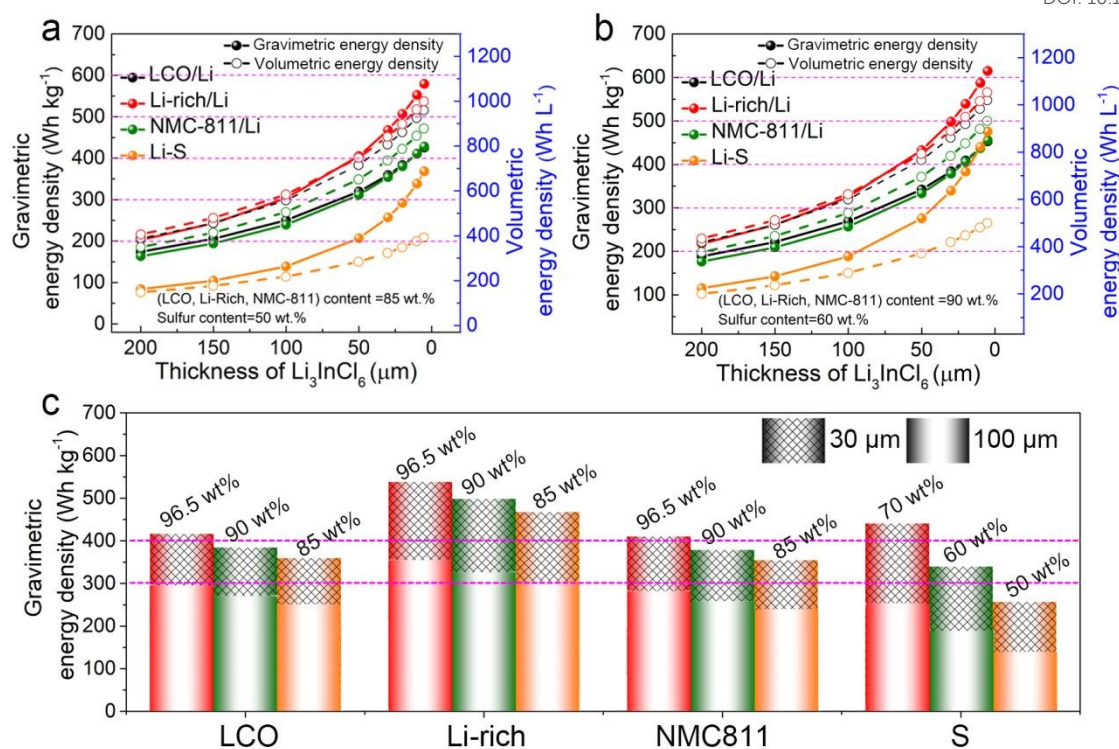 DOI: 10.1
a
700
600
500
400
300
200
100
0
Gravimetric
energy density (Wh kg-1)
Gravimetric energy density
Volumetric energy density
LCO/Li
Li-rich/Li
NMC-811/Li
Li-S
(LCO, Li-Rich, NMC-811) content =85 wt.%
Sulfur content=50 wt.%
200 150 100 50 0
Thickness of Li3InCl6 (μm)
1200
1000
800
600
400
200
0
Volumetric
energy density (Wh L-1)
b
700
600
500
400
300
200
100
Gravimetric
energy density (Wh kg-1)
Gravimetric energy density
Volumetric energy density
LCO/Li
Li-rich/Li
NMC-811/Li
Li-S
(LCO, Li-Rich, NMC-811) content =90 wt.%
Sulfur content=60 wt.%
200 150 100 50 0
Thickness of Li3InCl6 (μm)
1200
1000
800
600
400
200
Volumetric
energy density (Wh L-1)
c
700
600
500
400
300
200
100
0
Gravimetric
energy density (Wh kg-1)
30 μm 100 μm
96.5 wt% 90 wt% 85 wt%
96.5 wt% 90 wt% 85 wt%
96.5 wt% 90 wt% 85 wt%
70 wt% 60 wt% 50 wt%
LCO Li-rich NMC811 S